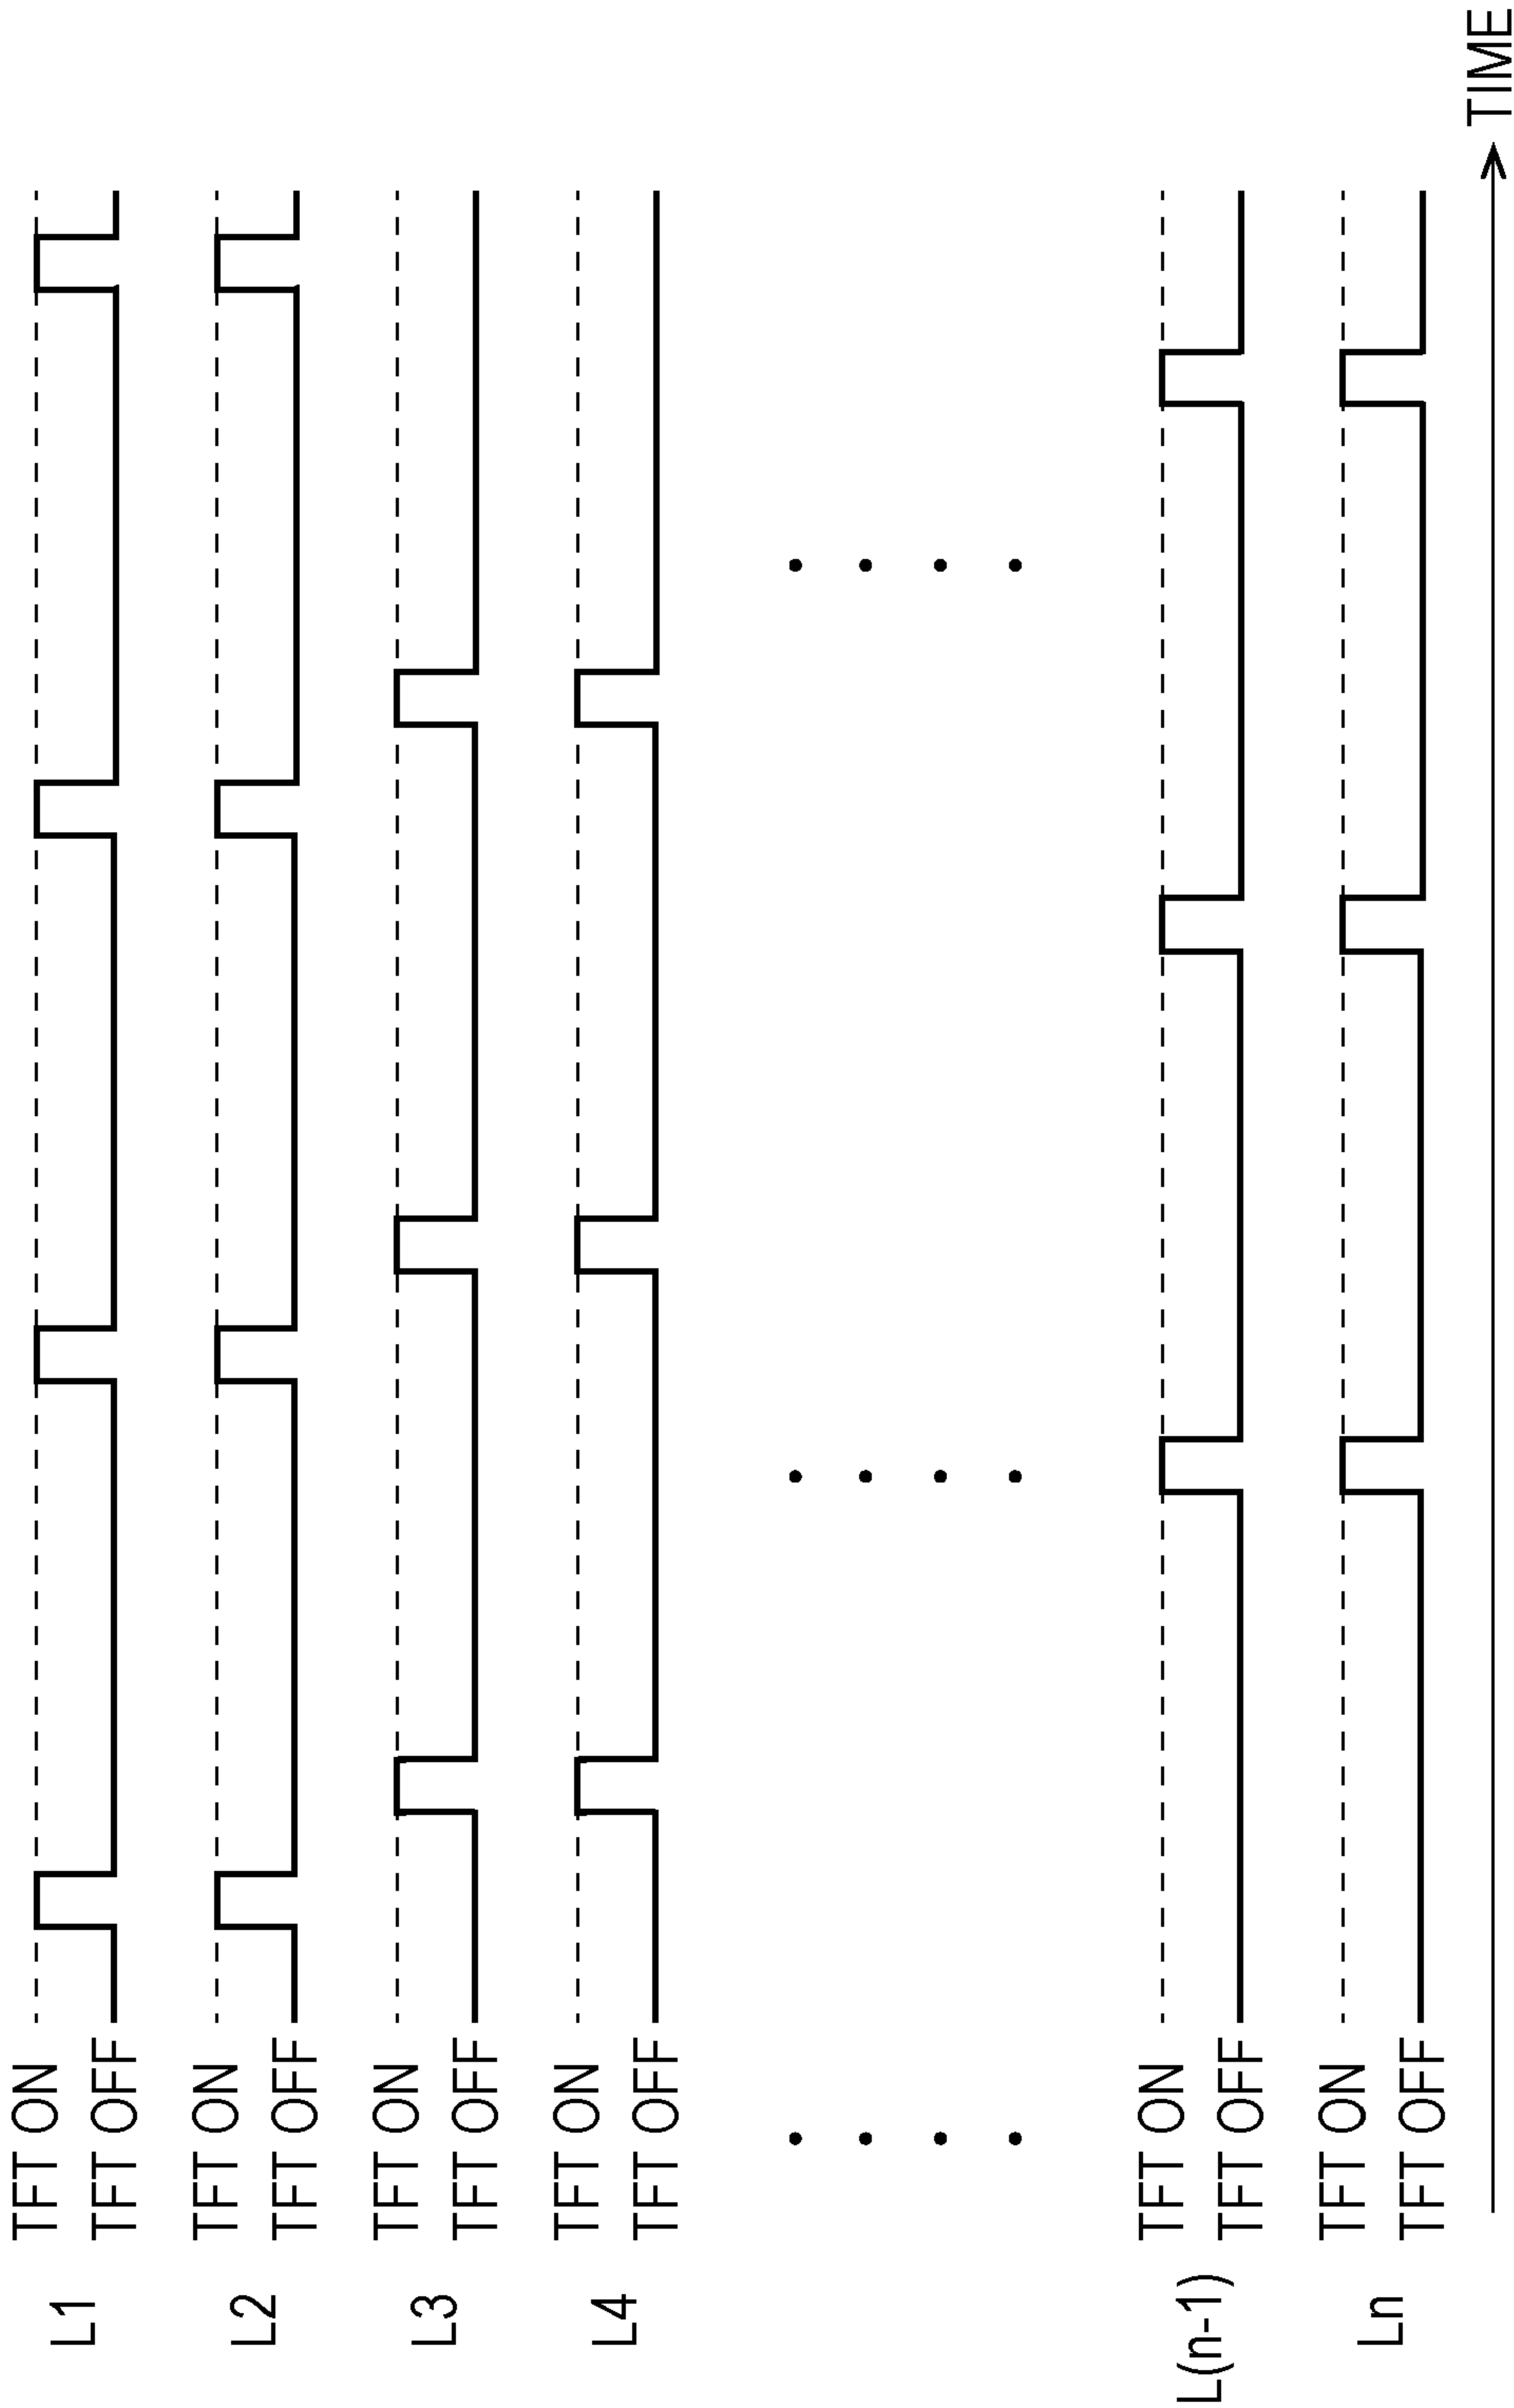 L1
TFT ON
TFT OFF
L2
TFT ON
TFT OFF
L3
TFT ON
TFT OFF
L4
TFT ON
TFT OFF
L(n-1)
TFT ON
TFT OFF
Ln
TFT ON
TFT OFF
TIME